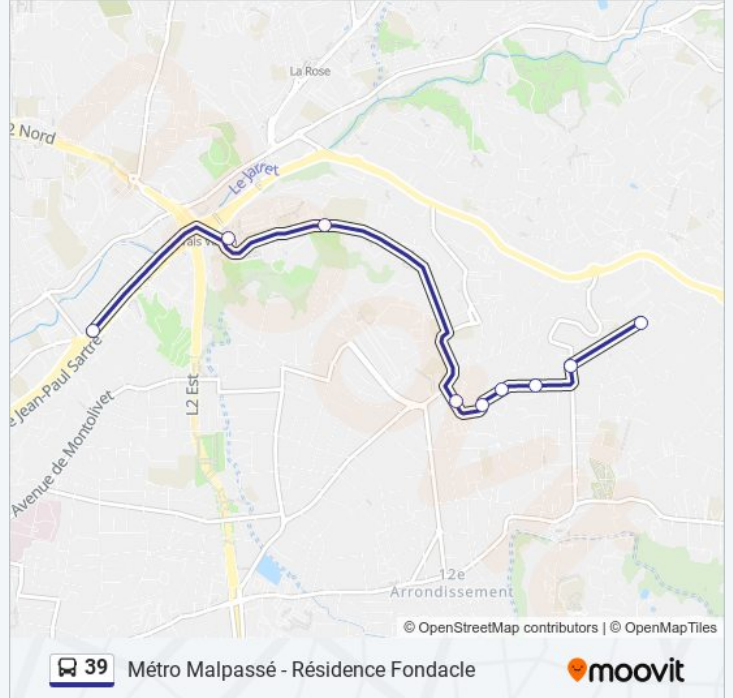 La Rose
2 Nord
Le Jarret
e Jean-Paul Sartre
L2 Est
Avenue de Montolivet
12e
Arrondissement
© OpenStreetMap contributors | © OpenMapTiles
39 Métro Malpassé - Résidence Fondacle moovit